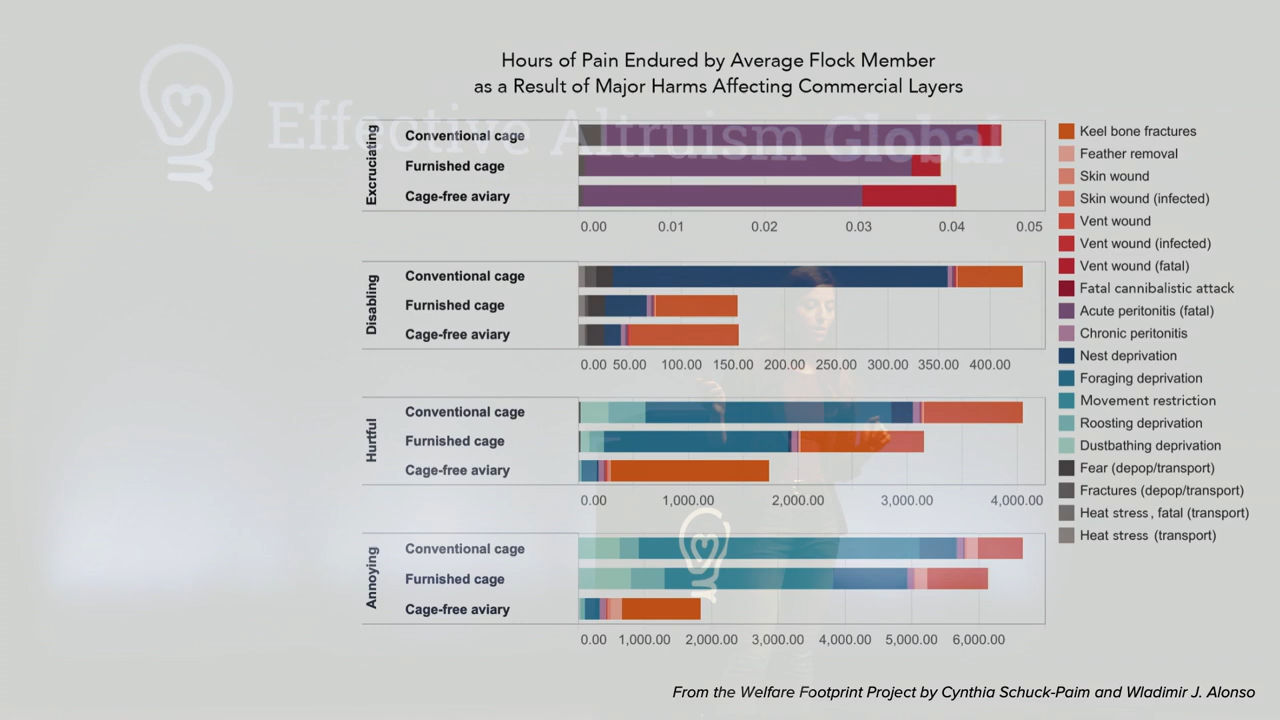 Hours of Pain Endured by Average Flock Member
as a Result of Major Harms Affecting Commercial Layers
Effective Altruism Global
Excruciating
Conventional cage
Furnished cage
Cage-free aviary
0.00 0.01 0.02 0.03 0.04 0.05
Disabling
Conventional cage
Furnished cage
Cage-free aviary
0.00 50.00 100.00 150.00 200.00 250.00 300.00 350.00 400.00
Hurtful
Conventional cage
Furnished cage
Cage-free aviary
0.00 1,000.00 2,000.00 3,000.00 4,000.00
Annoying
Conventional cage
Furnished cage
Cage-free aviary
0.00 1,000.00 2,000.00 3,000.00 4,000.00 5,000.00 6,000.00
Keel bone fractures
Feather removal
Skin wound
Skin wound (infected)
Vent wound
Vent wound (infected)
Vent wound (fatal)
Fatal cannibalistic attack
Acute peritonitis (fatal)
Chronic peritonitis
Nest deprivation
Foraging deprivation
Movement restriction
Roosting deprivation
Dustbathing deprivation
Fear (depop/transport)
Fractures (depop/transport)
Heat stress, fatal (transport)
Heat stress (transport)
From the Welfare Footprint Project by Cynthia Schuck-Paim and Wladimir J. Alonso